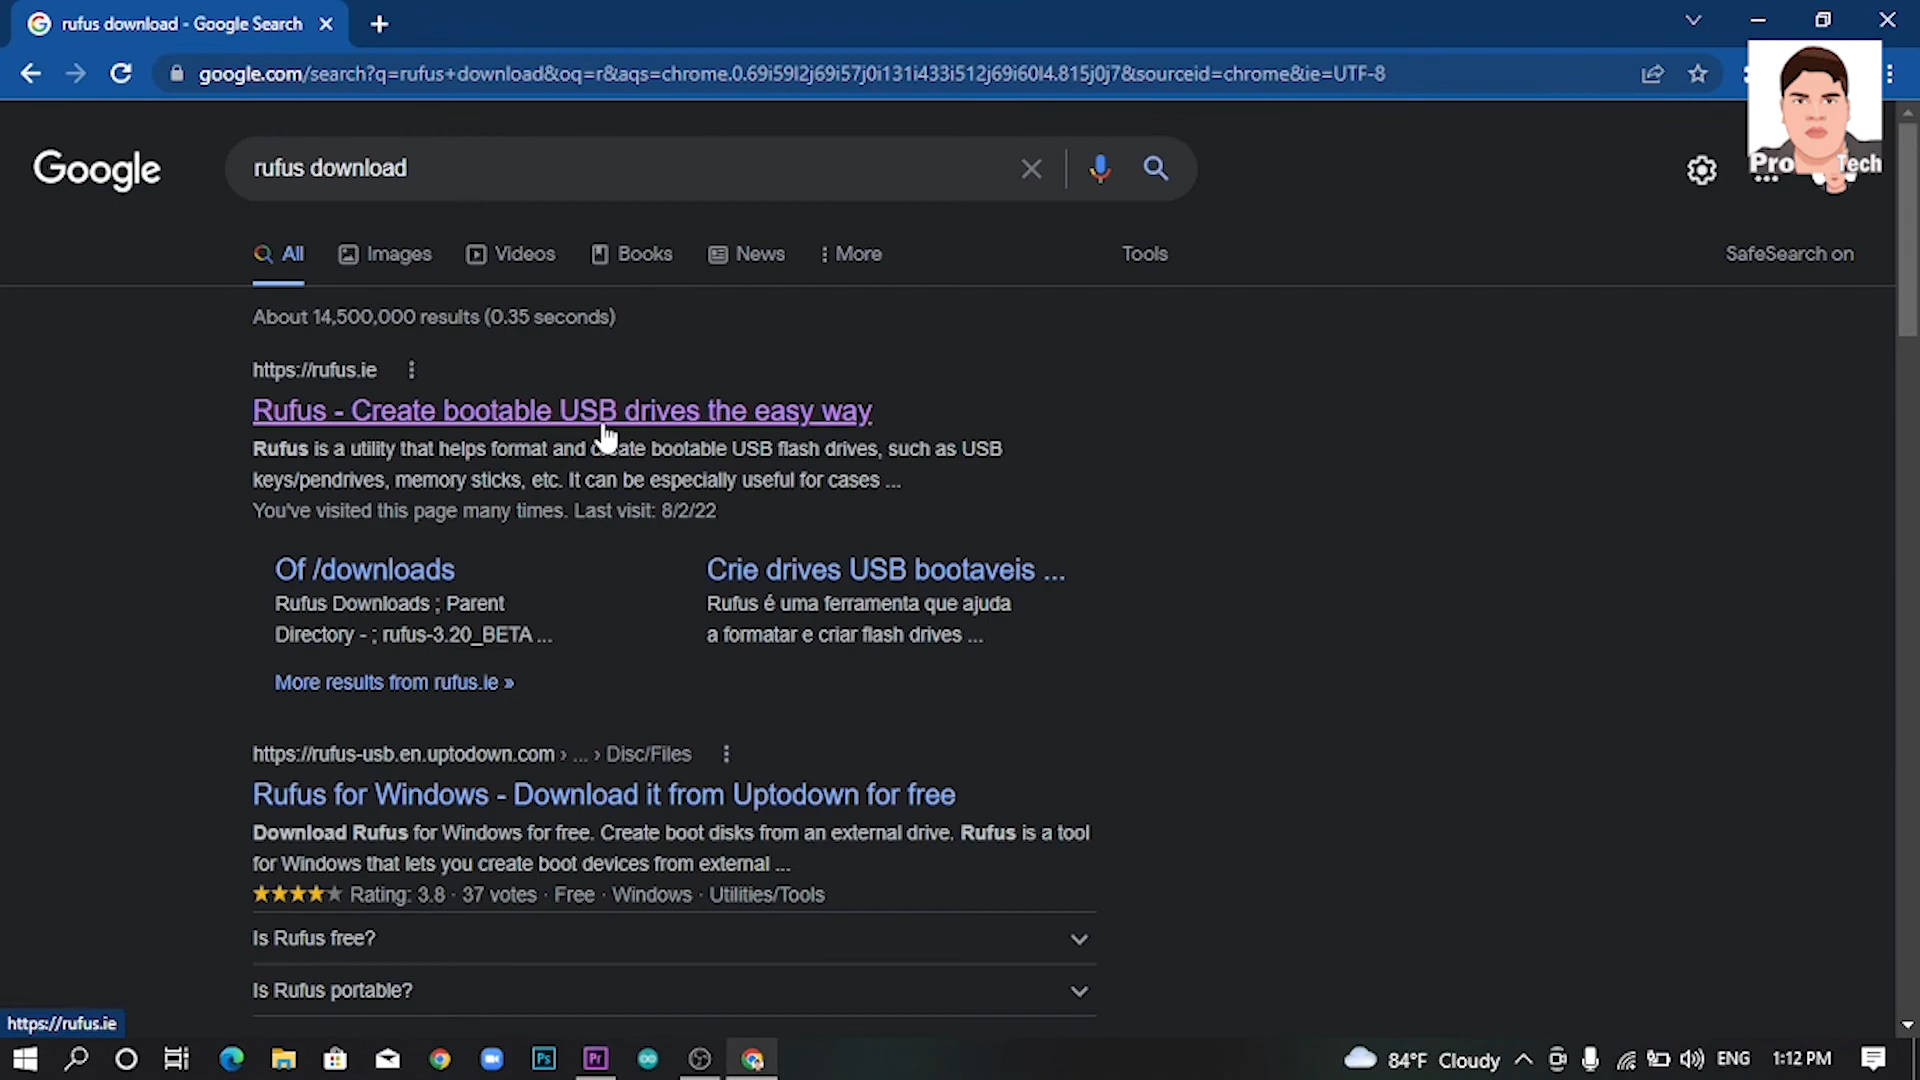 rufus download - Google Search
google.com/search?q=rufus+download&oq=r&aqs=chrome.0.69i59l2j69i57j0i131i433i512j69i60l4.815j0j7&sourceid=chrome&ie=UTF-8
Google
rufus download
Pro Tech
All
Images
Videos
Books
News
More
Tools
SafeSearch on
About 14,500,000 results (0.35 seconds)
https://rufus.ie
Rufus - Create bootable USB drives the easy way
Rufus is a utility that helps format and create bootable USB flash drives, such as USB
keys/pendrives, memory sticks, etc. It can be especially useful for cases ...
You've visited this page many times. Last visit: 8/2/22
Of /downloads
Rufus Downloads ; Parent
Directory - ; rufus-3.20_BETA ...
Crie drives USB bootaveis ...
Rufus é uma ferramenta que ajuda
a formatar e criar flash drives ...
More results from rufus.ie »
https://rufus-usb.en.uptodown.com › ... › Disc/Files
Rufus for Windows - Download it from Uptodown for free
Download Rufus for Windows for free. Create boot disks from an external drive. Rufus is a tool
for Windows that lets you create boot devices from external ...
Rating: 3.8 · 37 votes · Free · Windows · Utilities/Tools
Is Rufus free?
Is Rufus portable?
https://rufus.ie
Ps
Pr
84°F Cloudy
ENG
1:12 PM